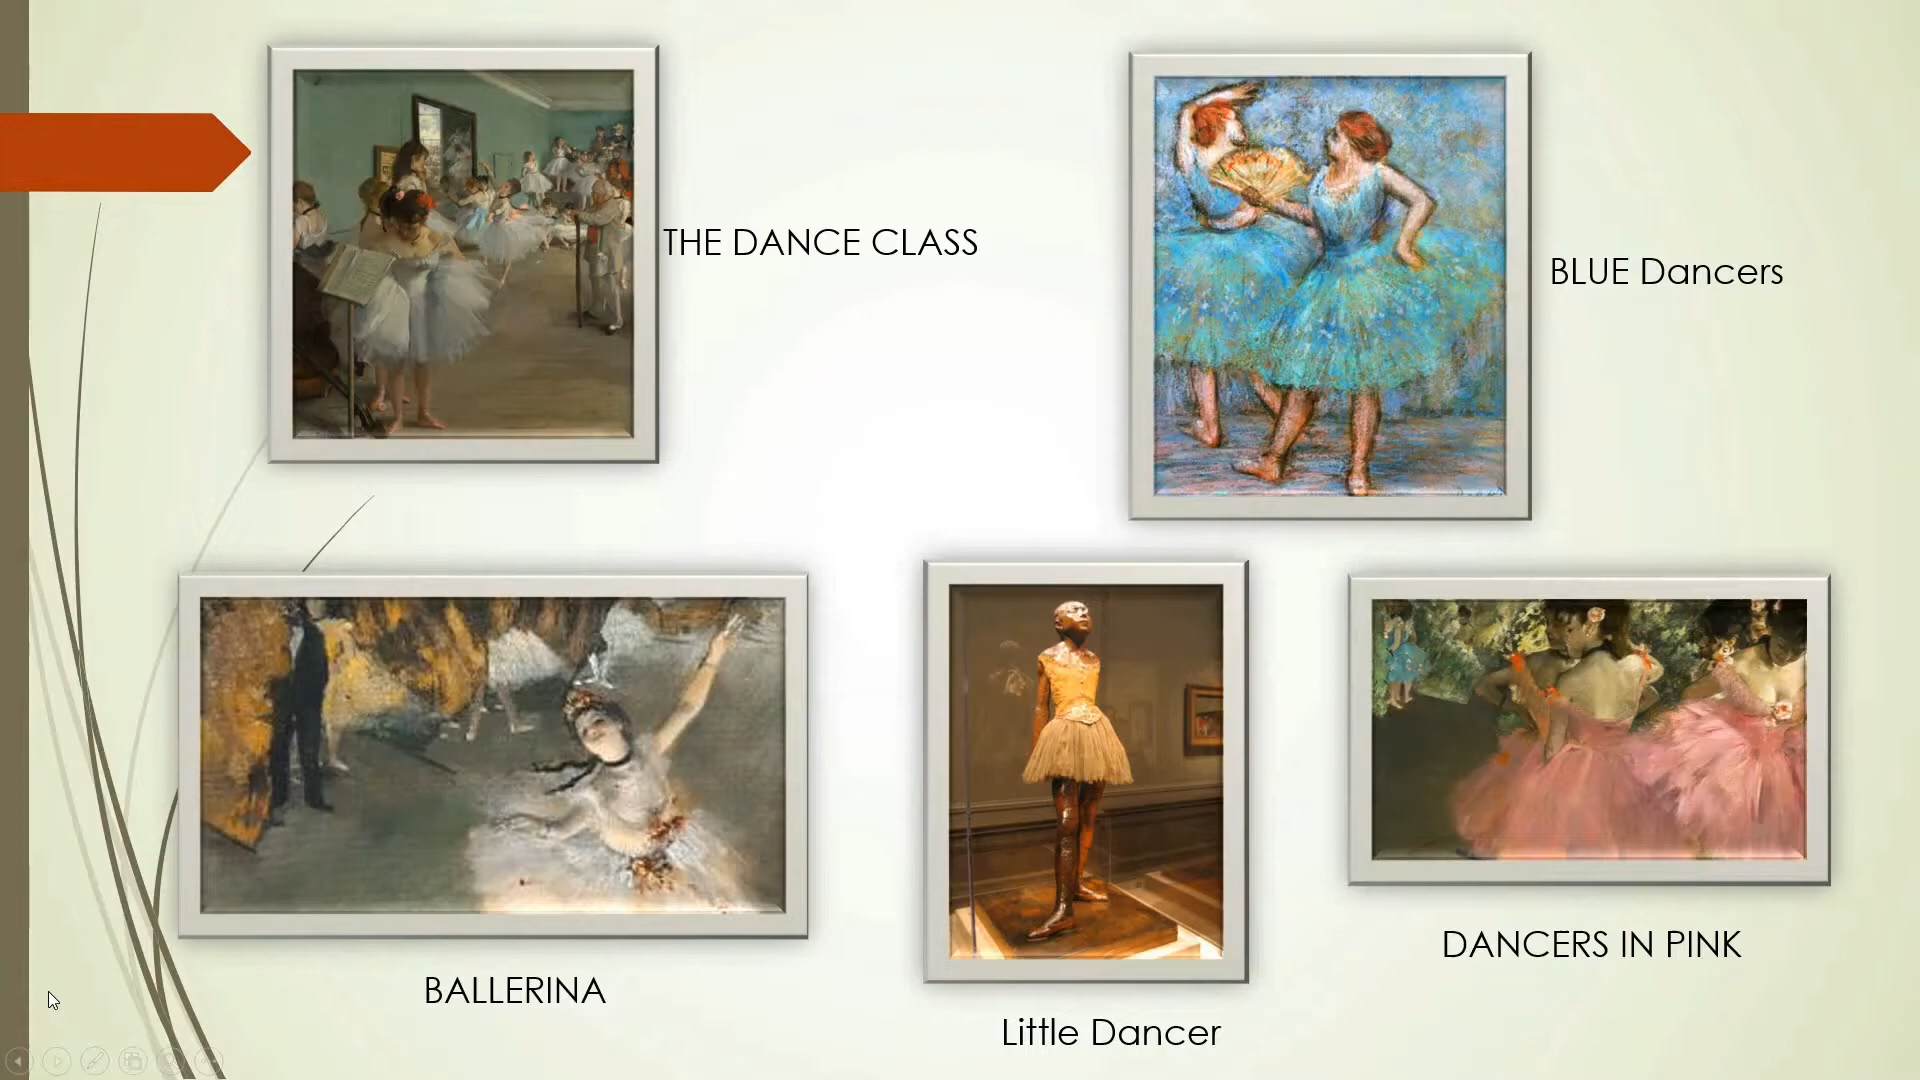 THE DANCE CLASS
BLUE Dancers
BALLERINA
Little Dancer
DANCERS IN PINK